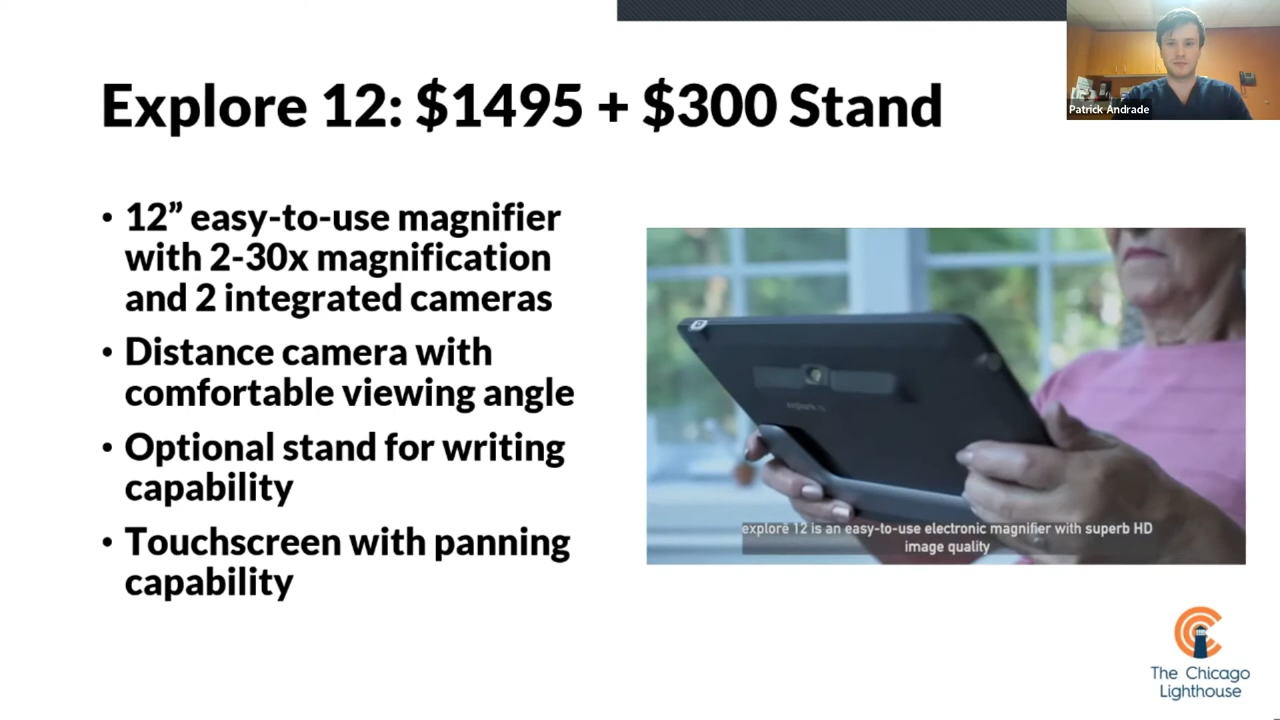 Patrick Andrade
Explore 12: $1495 + $300 Stand
• 12” easy-to-use magnifier
with 2-30x magnification
and 2 integrated cameras
• Distance camera with
comfortable viewing angle
• Optional stand for writing
capability
• Touchscreen with panning
capability
explorē 12 is an easy-to-use electronic magnifier with superb HD
image quality
The Chicago
Lighthouse